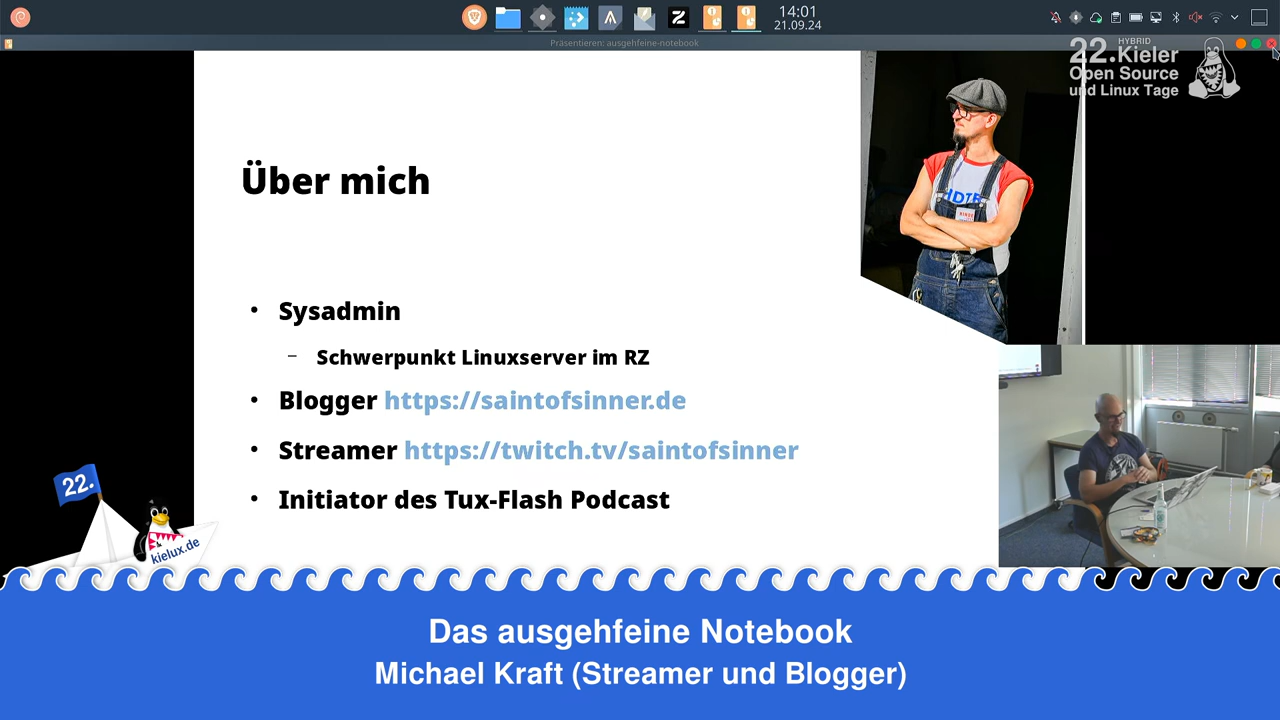 14:01
21.09.24
Präsentieren: ausgehfeine-notebook
HYBRID
22.Kieler
Open Source
und Linux Tage
Über mich
• Sysadmin
– Schwerpunkt Linuxserver im RZ
• Blogger https://saintofsinner.de
• Streamer https://twitch.tv/saintofsinner
• Initiator des Tux-Flash Podcast
22.
kielux.de
Das ausgehfeine Notebook
Michael Kraft (Streamer und Blogger)